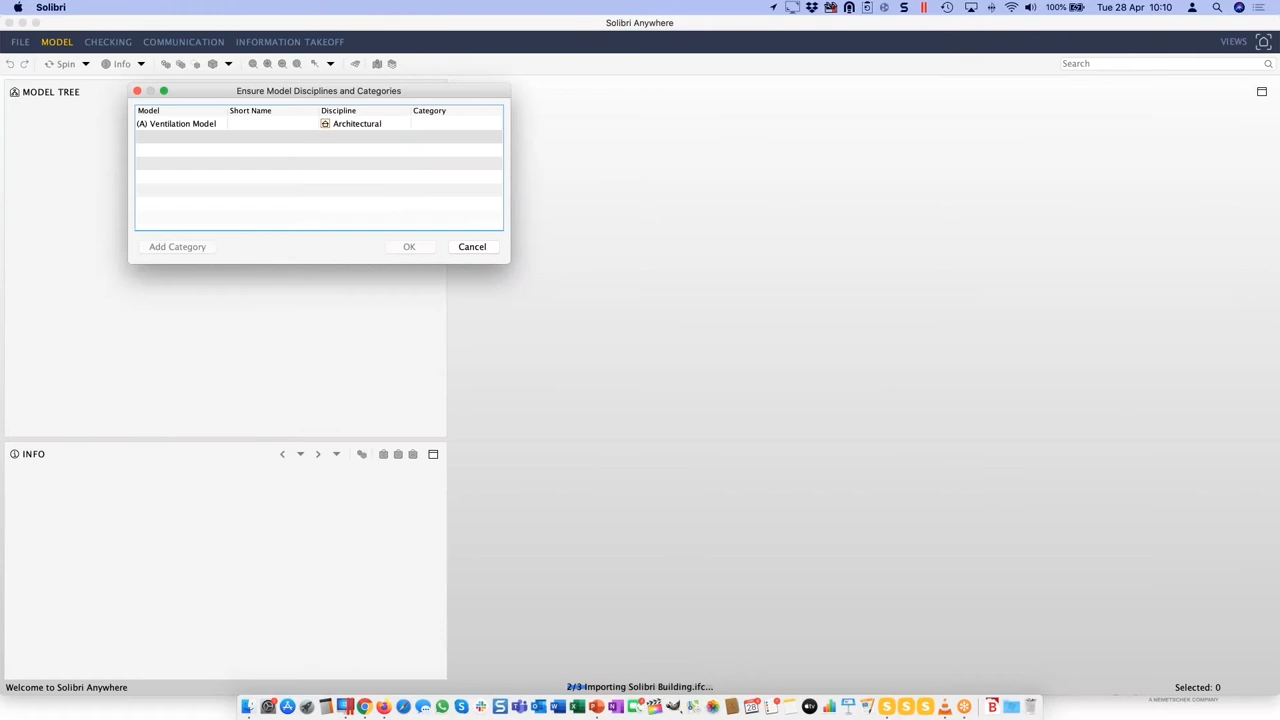 Solibri
100%
Tue 28 Apr 10:10
Solibri Anywhere
FILE
MODEL
CHECKING
COMMUNICATION
INFORMATION TAKEOFF
VIEWS
Spin
Info
Search
MODEL TREE
Ensure Model Disciplines and Categories
Model
Short Name
Discipline
Category
(A) Ventilation Model
Architectural
Add Category
OK
Cancel
INFO
Welcome to Solibri Anywhere
2/3 Importing Solibri Building.ifc...
Selected: 0
A NEMETSCHEK COMPANY